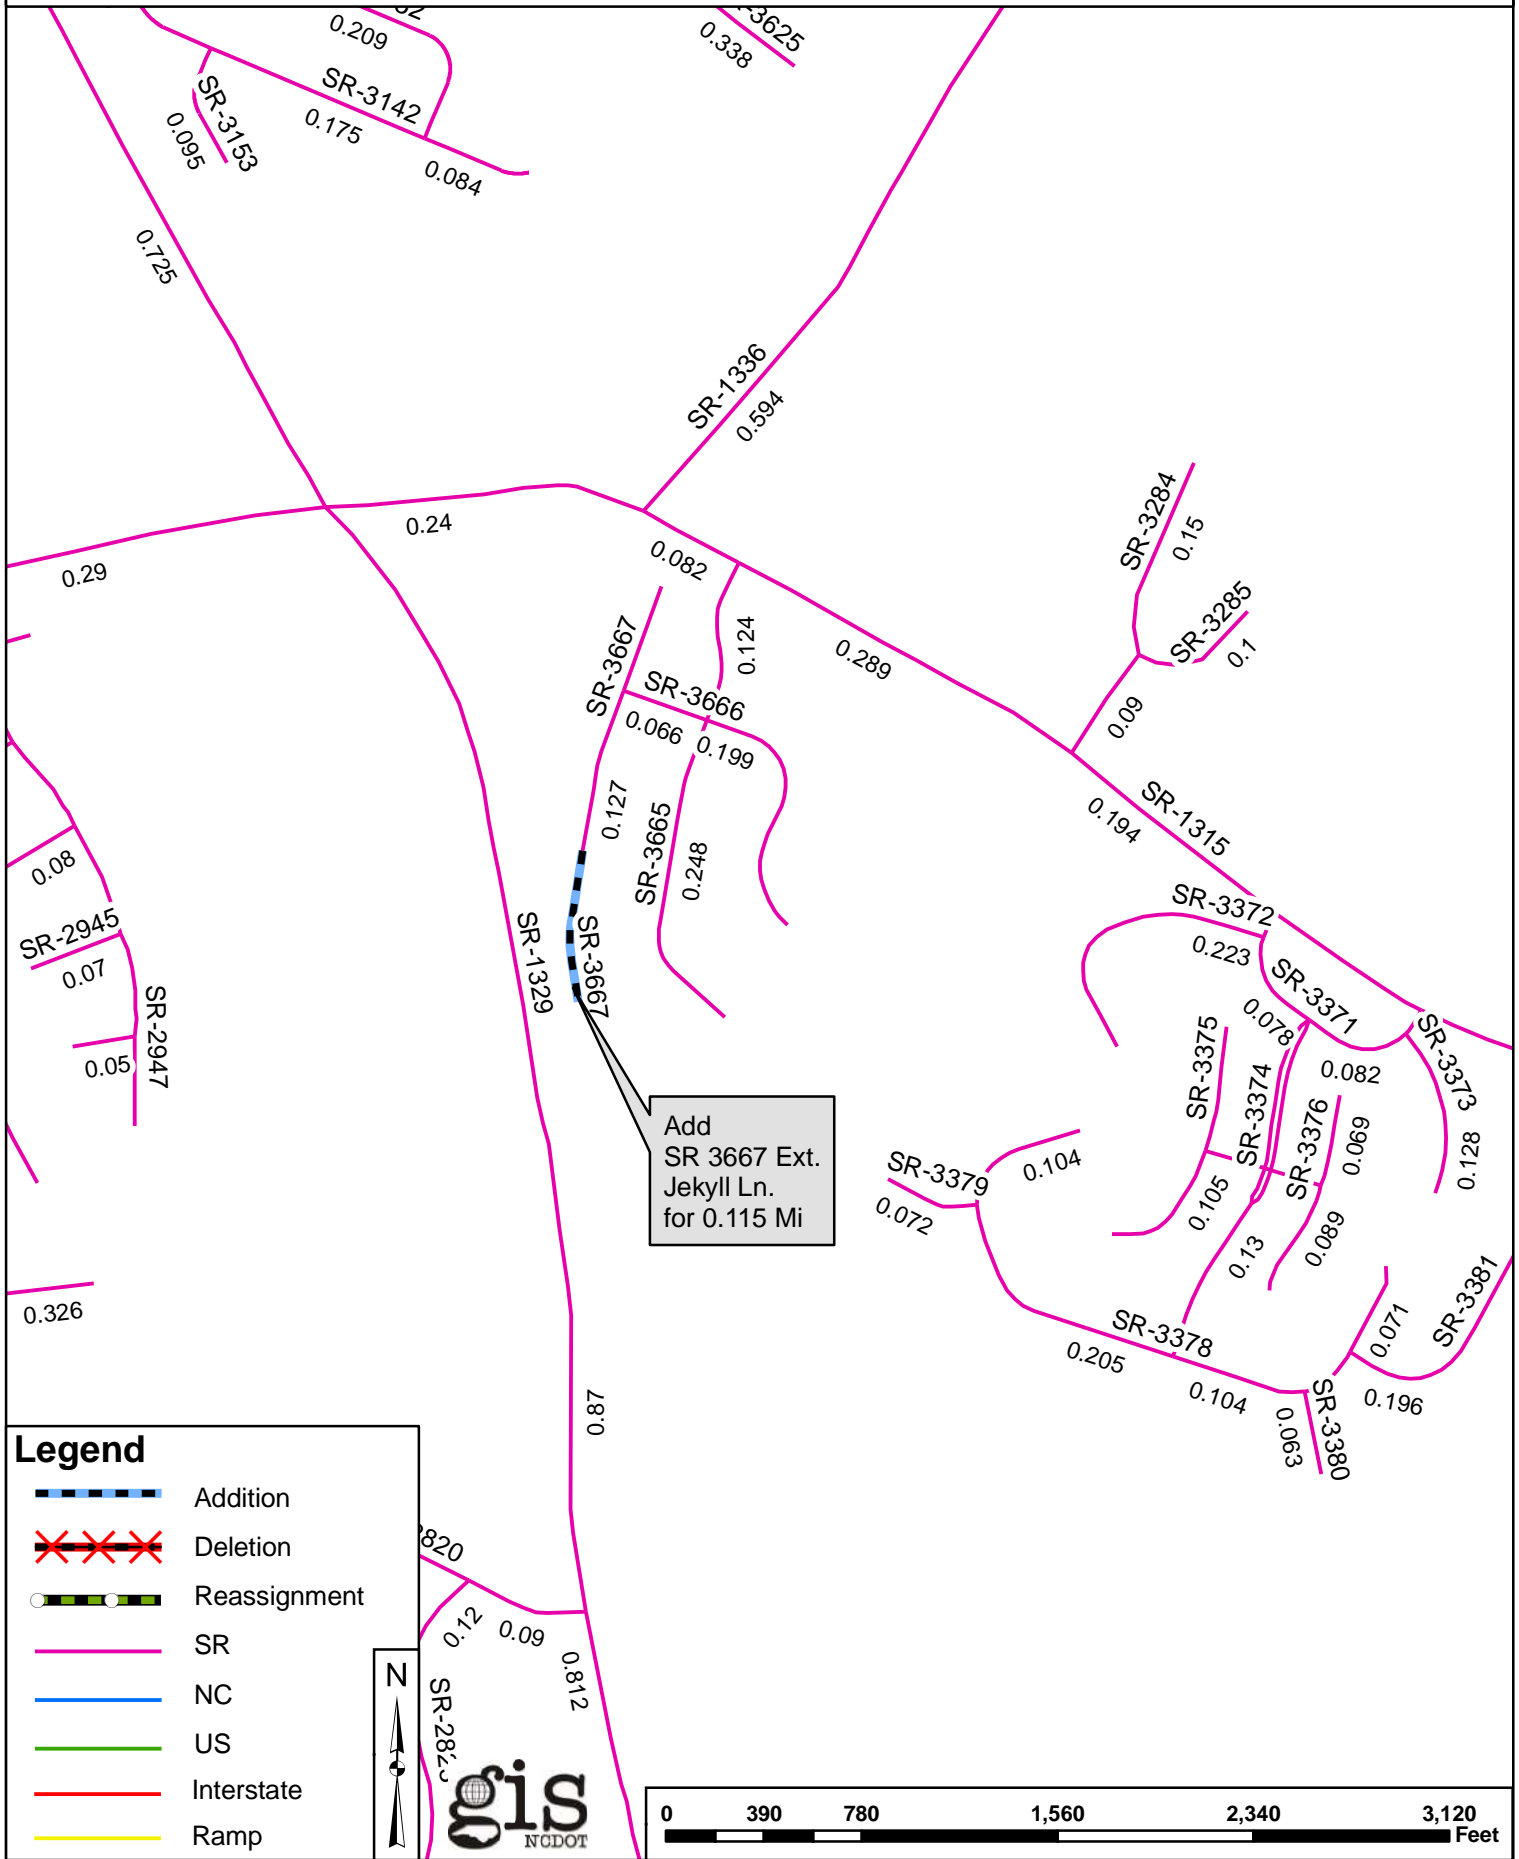 0.209
SR-3142
0.175
0.084
SR-3153
0.095
0.338
0.725
SR-1336
0.594
0.24
0.29
0.082
0.124
0.289
SR-3284
0.15
SR-3285
0.1
0.09
SR-3667
SR-3666
0.066
0.199
0.127
SR-3665
0.248
SR-1315
0.194
0.08
SR-2945
0.07
SR-2947
0.05
SR-1329
SR-3667
SR-3372
0.223
SR-3371
0.078
0.082
SR-3373
0.128
SR-3375
SR-3374
SR-3376
0.069
0.105
0.13
0.089
Add
SR 3667 Ext.
Jekyll Ln.
for 0.115 Mi
SR-3379
0.104
0.072
SR-3378
0.205
0.104
0.071
SR-3381
0.196
SR-3380
0.063
0.326
0.87
0.12
0.09
0.812
Legend
Addition
Deletion
Reassignment
SR
NC
US
Interstate
Ramp
N
gis
NCDOT
0 390 780 1,560 2,340 3,120
Feet